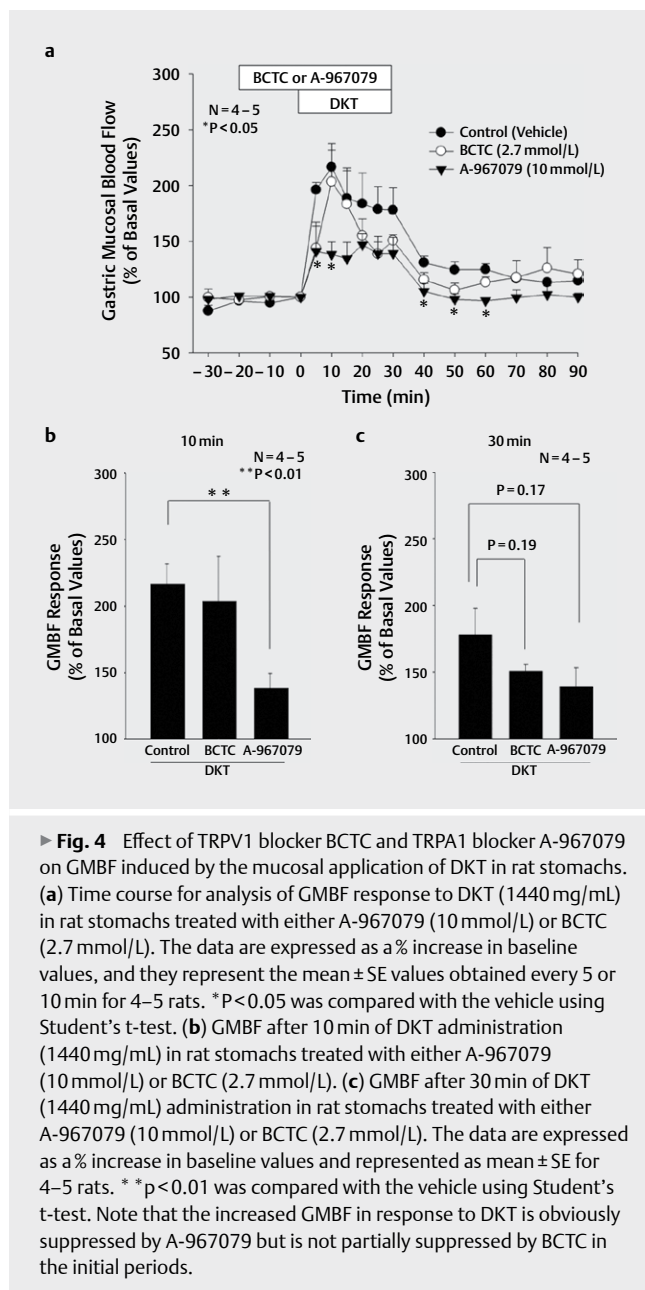 a
300
250
200
150
100
50
Gastric Mucosal Blood Flow
(% of Basal Values)
BCTC or A-967079
DKT
N=4–5
*P<0.05
Control (Vehicle)
BCTC (2.7 mmol/L)
A-967079 (10 mmol/L)
* *
* * *
–30 –20 –10 0 10 20 30 40 50 60 70 80 90
Time (min)
b
10 min
N=4–5
**P<0.01
**
300
250
200
150
100
GMBF Response
(% of Basal Values)
Control BCTC A-967079
DKT
c
30 min
N=4–5
P=0.17
P=0.19
300
250
200
150
100
GMBF Response
(% of Basal Values)
Control BCTC A-967079
DKT
▶ Fig. 4 Effect of TRPV1 blocker BCTC and TRPA1 blocker A-967079
on GMBF induced by the mucosal application of DKT in rat stomachs.
(a) Time course for analysis of GMBF response to DKT (1440 mg/mL)
in rat stomachs treated with either A-967079 (10 mmol/L) or BCTC
(2.7 mmol/L). The data are expressed as a % increase in baseline
values, and they represent the mean ± SE values obtained every 5 or
10 min for 4–5 rats. *P<0.05 was compared with the vehicle using
Student's t-test. (b) GMBF after 10 min of DKT administration
(1440 mg/mL) in rat stomachs treated with either A-967079
(10 mmol/L) or BCTC (2.7 mmol/L). (c) GMBF after 30 min of DKT
(1440 mg/mL) administration in rat stomachs treated with either
A-967079 (10 mmol/L) or BCTC (2.7 mmol/L). The data are expressed
as a % increase in baseline values and represented as mean ± SE for
4–5 rats. * *p<0.01 was compared with the vehicle using Student's
t-test. Note that the increased GMBF in response to DKT is obviously
suppressed by A-967079 but is not partially suppressed by BCTC in
the initial periods.